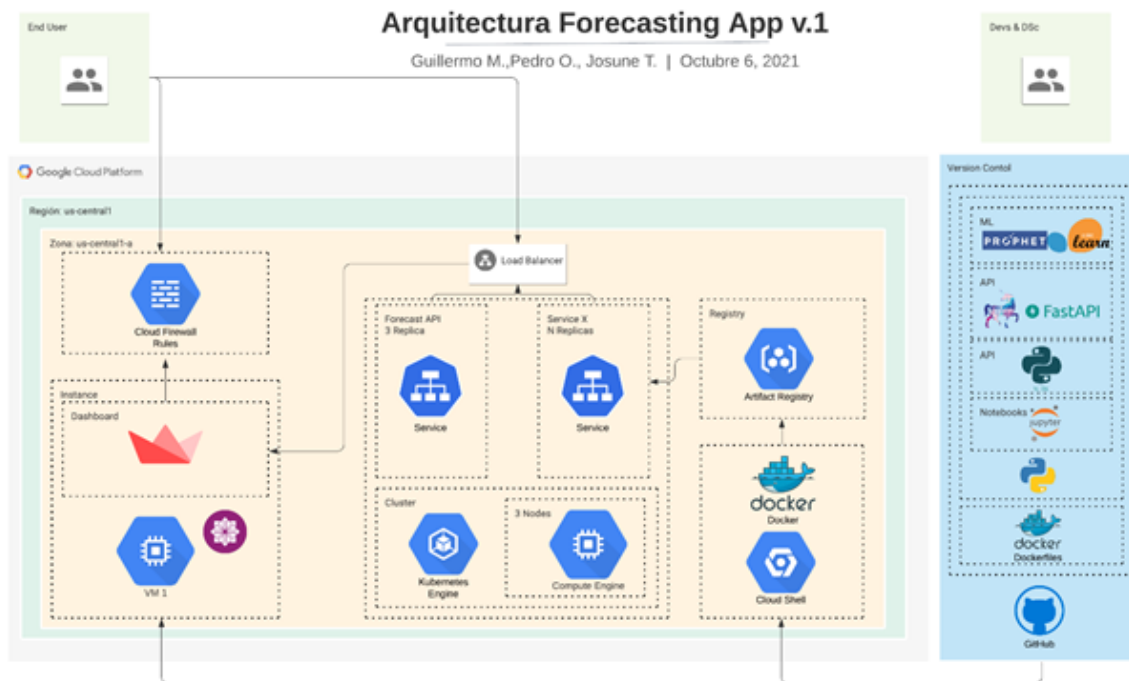 Arquitectura Forecasting App v.1
Guillermo M.,Pedro O., Josune T. | Octubre 6, 2021
End User
Devs & DSc
Google Cloud Platform
Región: us-central1
Zona: us-central1-a
Cloud Firewall
Rules
Instance
Dashboard
VM 1
Load Balancer
Forecast API
3 Replica
Service
Service X
N Replicas
Service
Cluster
Kubernetes
Engine
3 Nodes
Compute Engine
Registry
Artifact Registry
docker
Docker
Cloud Shell
Version Contol
ML
PROPHET
learn
API
FastAPI
API
Notebooks
jupyter
docker
Dockerfiles
GitHub